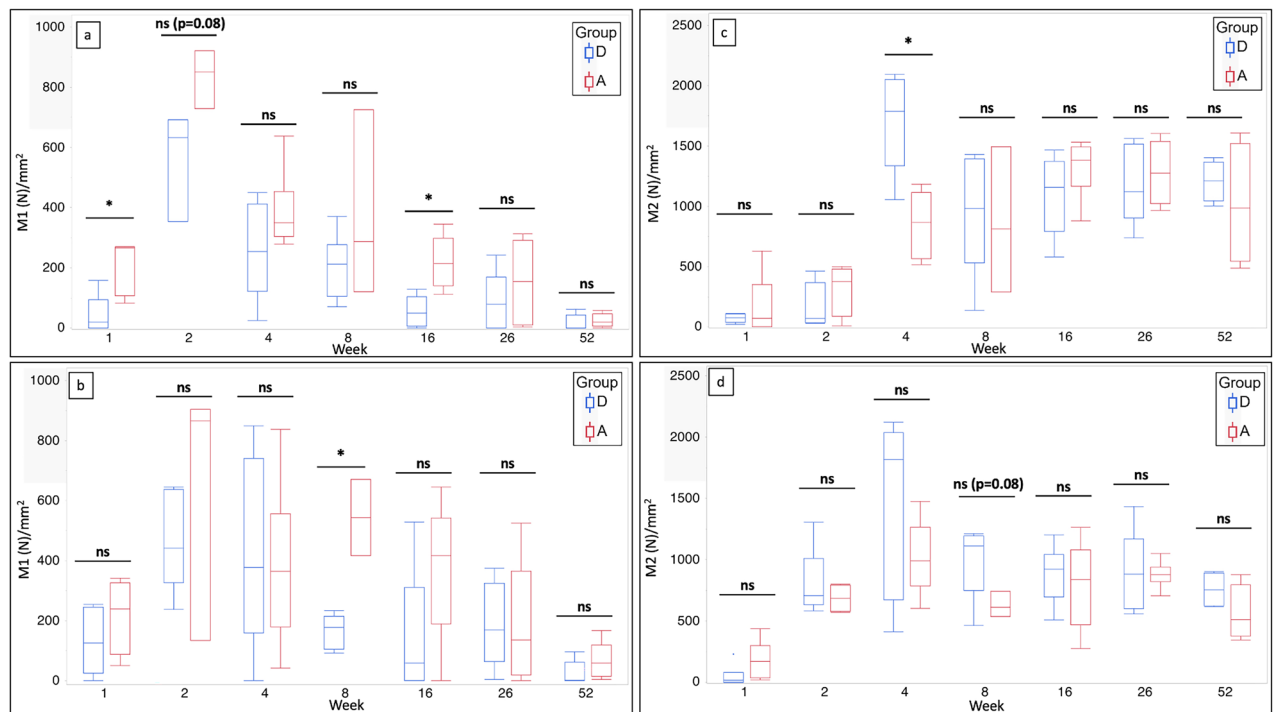 a
ns (p=0.08)
Group
D
A
*
ns
ns
*
ns
ns
M1 (N)/mm²
1000
800
600
400
200
0
1 2 4 8 16 26 52
Week
c
Group
D
A
ns
ns
*
ns
ns
ns
ns
M2 (N)/mm²
2500
2000
1500
1000
500
0
1 2 4 8 16 26 52
Week
b
Group
D
A
ns
ns
ns
*
ns
ns
ns
M1 (N)/mm²
1000
800
600
400
200
0
1 2 4 8 16 26 52
Week
d
Group
D
A
ns
ns
ns
ns (p=0.08)
ns
ns
ns
M2 (N)/mm²
2500
2000
1500
1000
500
0
1 2 4 8 16 26 52
Week